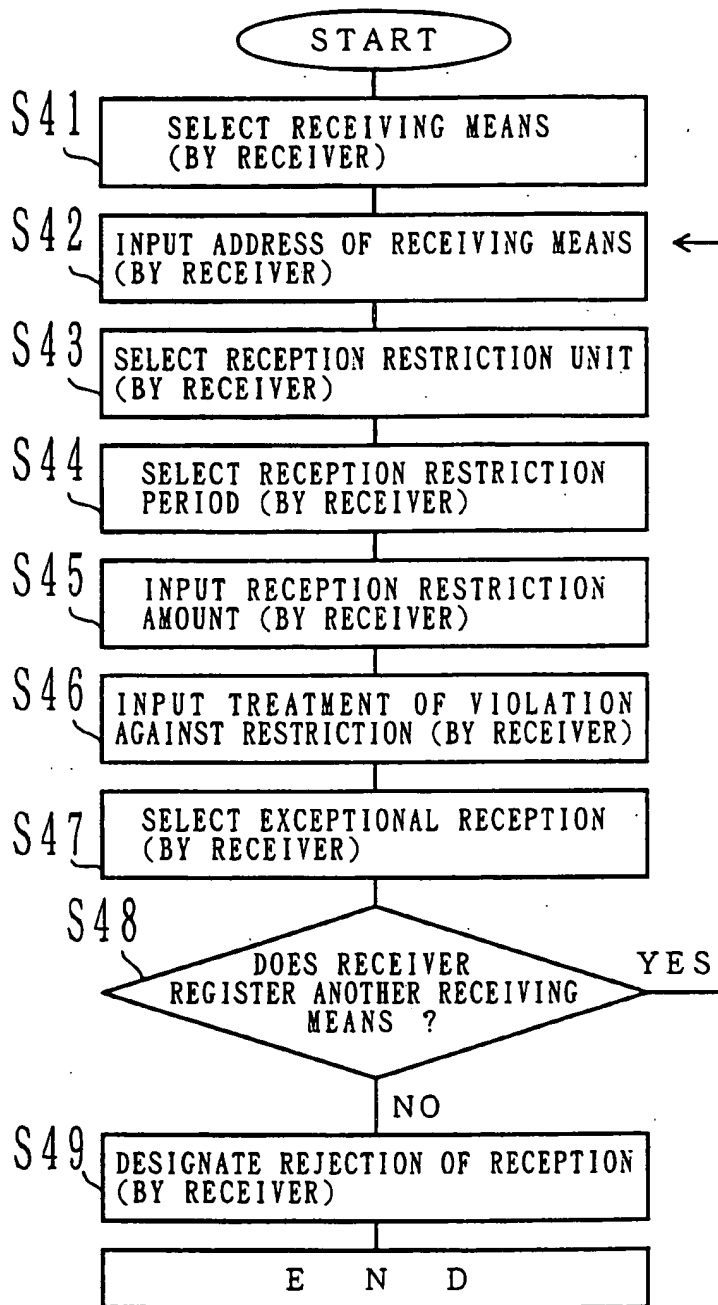 START
S41
SELECT RECEIVING MEANS
(BY RECEIVER)
S42
INPUT ADDRESS OF RECEIVING MEANS
(BY RECEIVER)
S43
SELECT RECEPTION RESTRICTION UNIT
(BY RECEIVER)
S44
SELECT RECEPTION RESTRICTION
PERIOD (BY RECEIVER)
S45
INPUT RECEPTION RESTRICTION
AMOUNT (BY RECEIVER)
S46
INPUT TREATMENT OF VIOLATION
AGAINST RESTRICTION (BY RECEIVER)
S47
SELECT EXCEPTIONAL RECEPTION
(BY RECEIVER)
S48
DOES RECEIVER
REGISTER ANOTHER RECEIVING
MEANS ?
YES
NO
S49
DESIGNATE REJECTION OF RECEPTION
(BY RECEIVER)
E N D